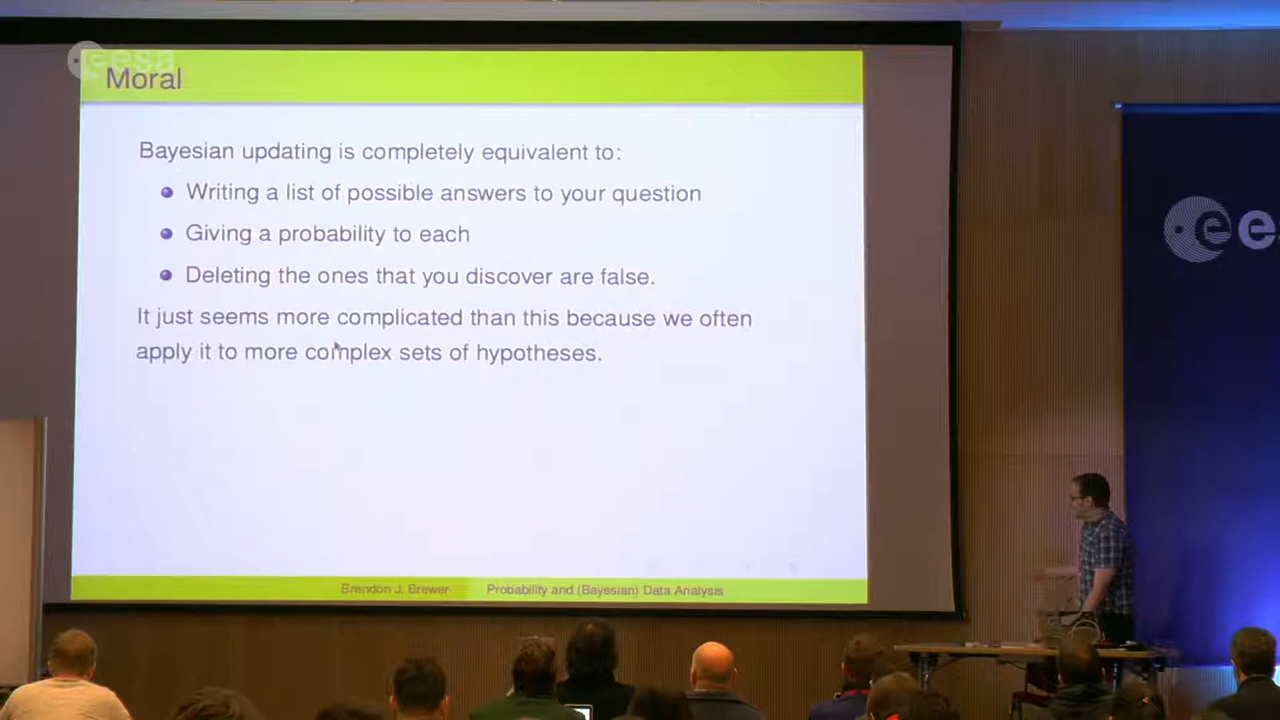 esa
Moral
Bayesian updating is completely equivalent to:
Writing a list of possible answers to your question
Giving a probability to each
Deleting the ones that you discover are false.
It just seems more complicated than this because we often
apply it to more complex sets of hypotheses.
Brendon J. Brewer Probability and (Bayesian) Data Analysis
es